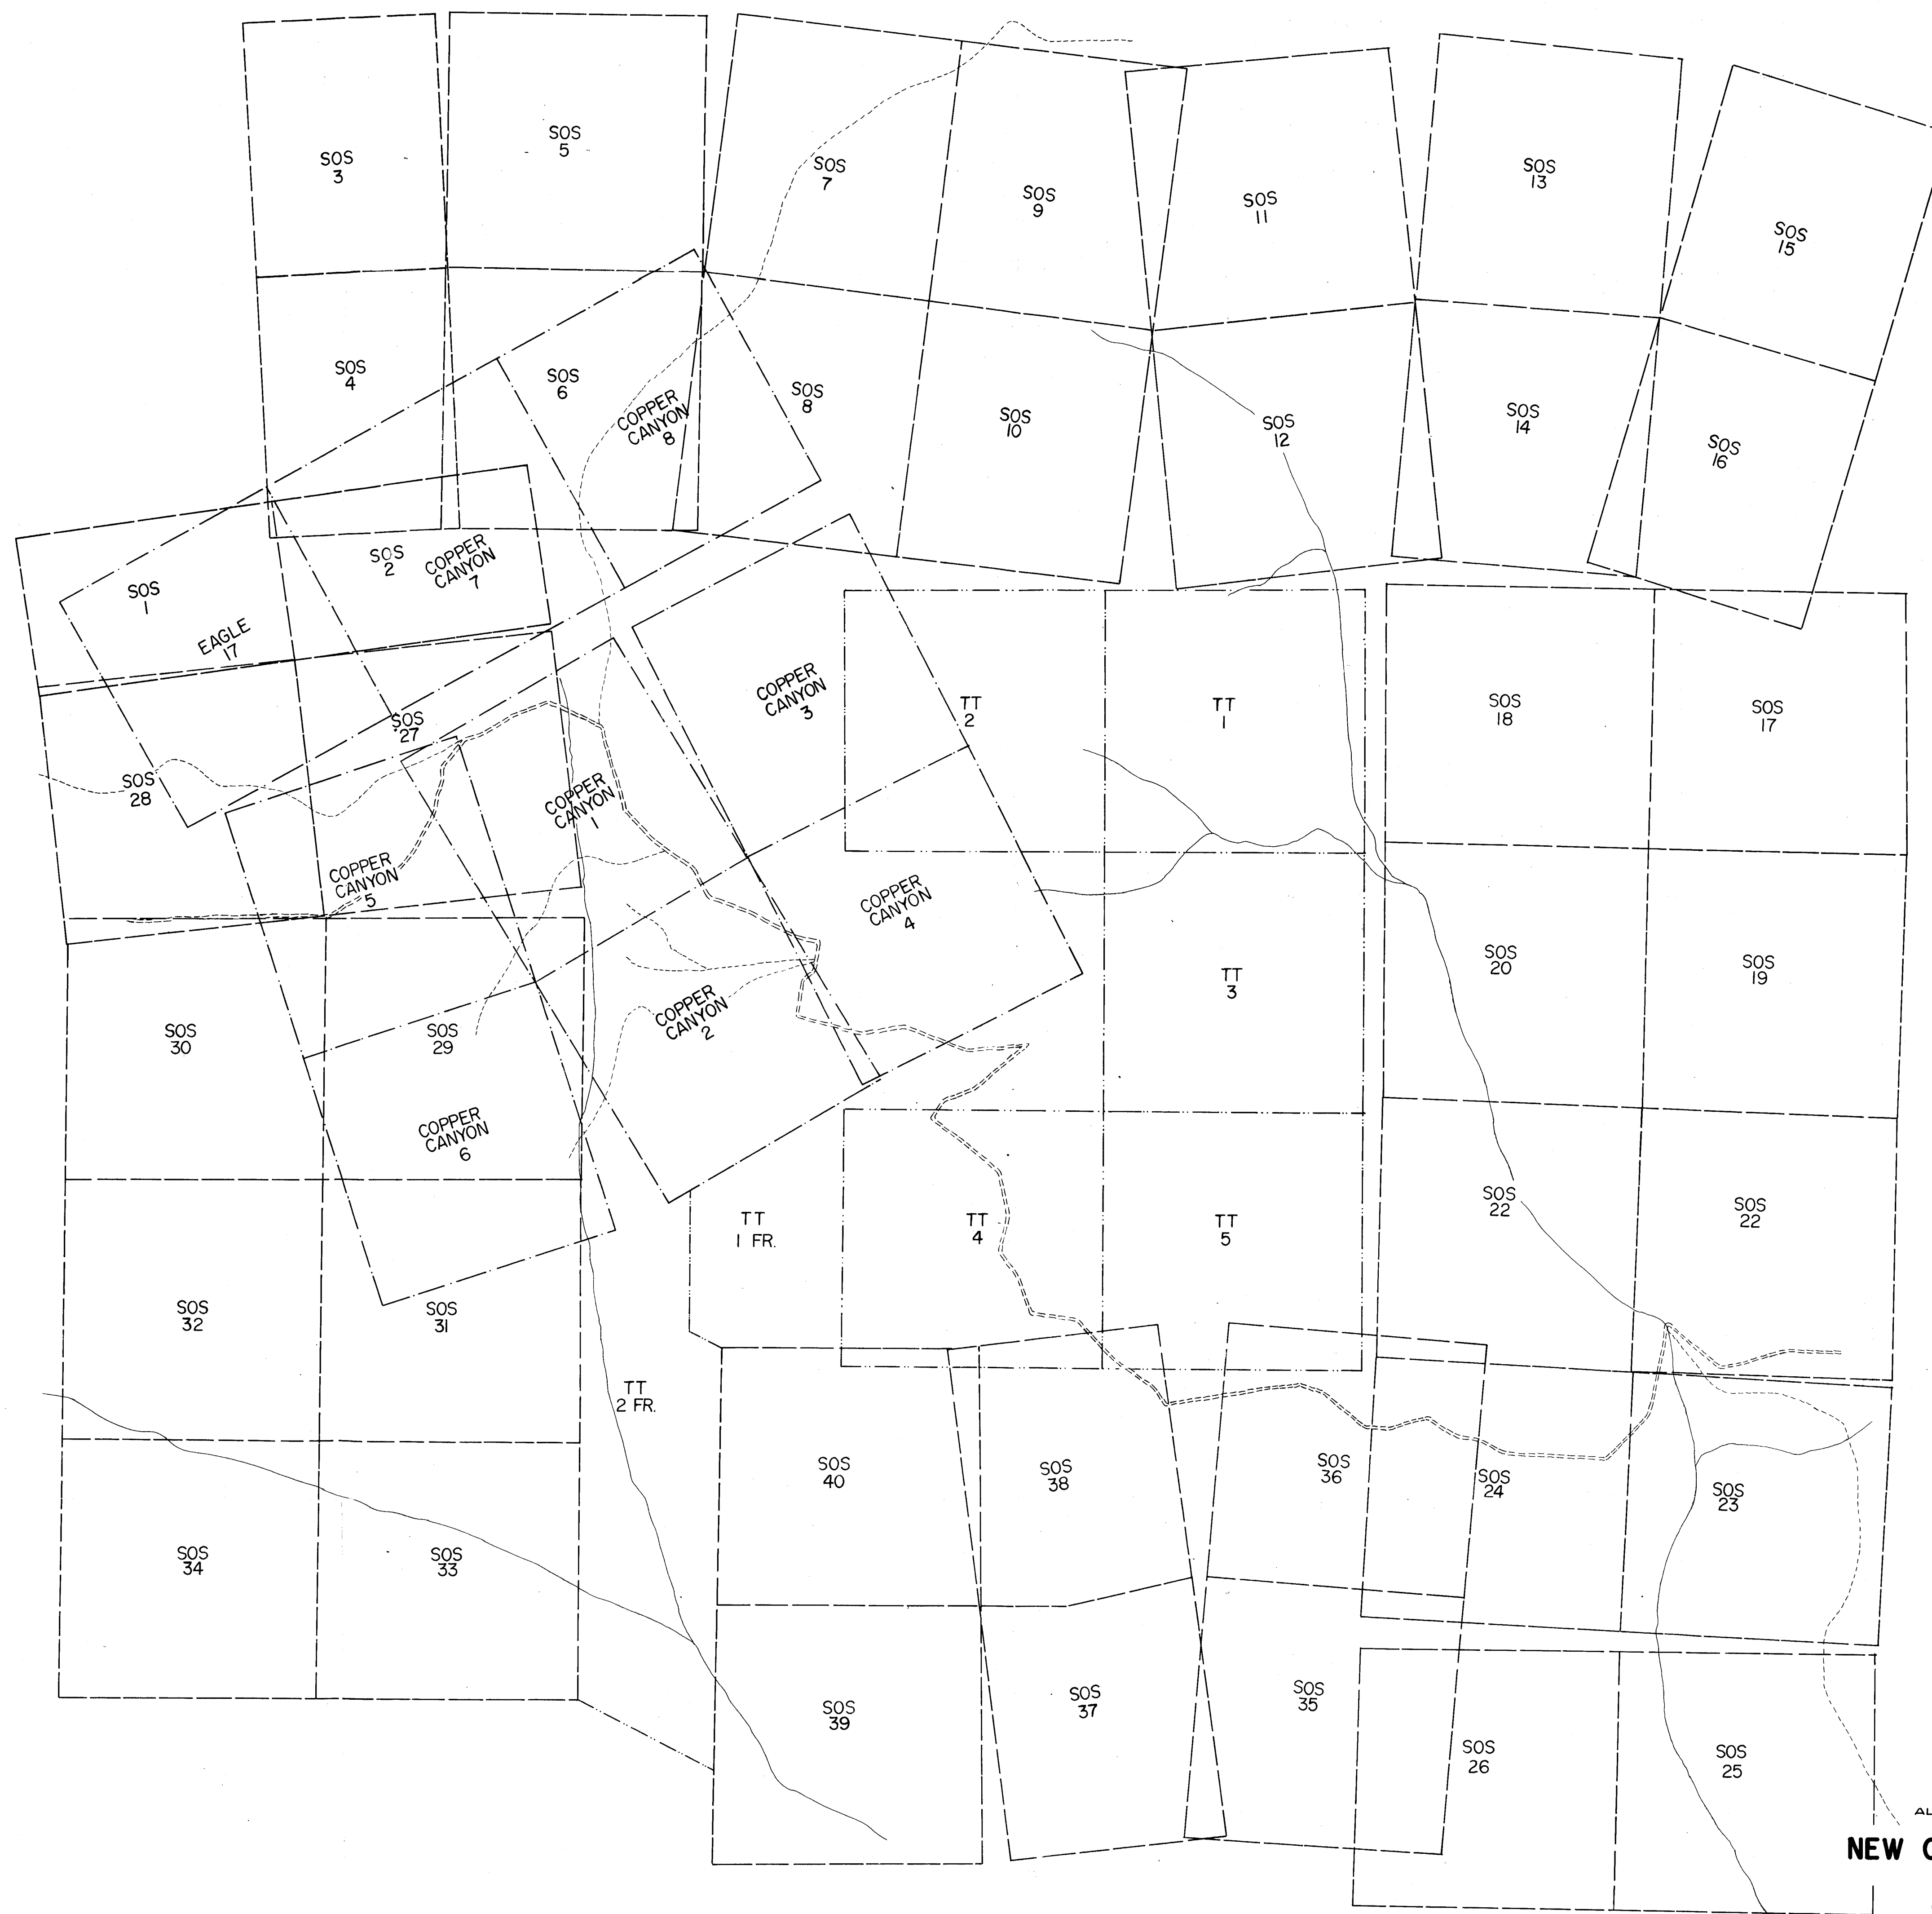 SOS
3
SOS
5
SOS
7
SOS
9
SOS
11
SOS
13
SOS
15
SOS
4
SOS
6
COPPER
CANYON
8
SOS
8
SOS
10
SOS
12
SOS
14
SOS
16
SOS
1
SOS
2
COPPER
CANYON
7
EAGLE
17
COPPER
CANYON
3
TT
2
TT
1
SOS
18
SOS
17
SOS
27
SOS
28
COPPER
CANYON
1
COPPER
CANYON
5
COPPER
CANYON
4
TT
3
SOS
20
SOS
19
SOS
30
SOS
29
COPPER
CANYON
2
COPPER
CANYON
6
TT
1 FR.
TT
4
TT
5
SOS
22
SOS
22
SOS
32
SOS
31
TT
2 FR.
SOS
40
SOS
38
SOS
36
SOS
24
SOS
23
SOS
34
SOS
33
SOS
39
SOS
37
SOS
35
SOS
26
SOS
25
AL
NEW